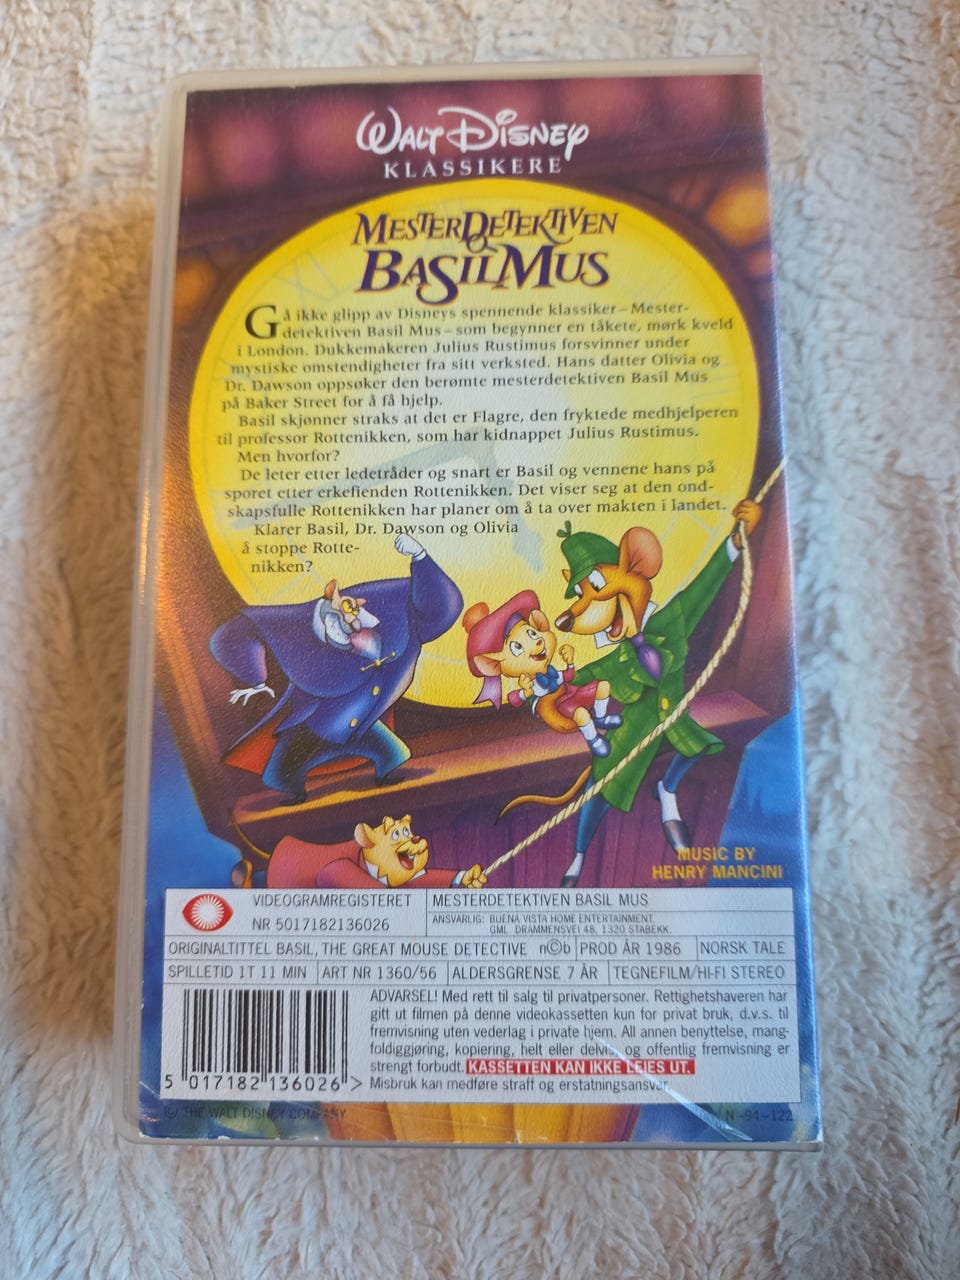 WALT DISNEY
KLASSIKERE
MESTERDETEKTIVEN
BASIL MUS
Gå ikke glipp av Disneys spennende klassiker – Mester-
detektiven Basil Mus – som begynner en tåkete, mørk kveld
i London. Dukkemakeren Julius Rustimus forsvinner under
mystiske omstendigheter fra sitt verksted. Hans datter Olivia og
Dr. Dawson oppsøker den berømte mesterdetektiven Basil Mus
på Baker Street for å få hjelp.
Basil skjønner straks at det er Flagre, den fryktede medhjelperen
til professor Rottenikken, som har kidnappet Julius Rustimus.
Men hvorfor?
De leter etter ledetråder og snart er Basil og vennene hans på
sporet etter erkefienden Rottenikken. Det viser seg at den ond-
skapsfulle Rottenikken har planer om å ta over makten i landet.
Klarer Basil, Dr. Dawson og Olivia
å stoppe Rotte-
nikken?
MUSIC BY
HENRY MANCINI
VIDEOGRAMREGISTERET
NR 5017182136026
MESTERDETEKTIVEN BASIL MUS
ANSVARLIG: BUENA VISTA HOME ENTERTAINMENT.
GML. DRAMMENSVEI 48, 1320 STABEKK.
ORIGINALTITTEL BASIL, THE GREAT MOUSE DETECTIVE n©b PROD ÅR 1986 NORSK TALE
SPILLETID 1T 11 MIN ART NR 1360/56 ALDERSGRENSE 7 ÅR TEGNEFILM/HI-FI STEREO
ADVARSEL! Med rett til salg til privatpersoner. Rettighetshaveren har
gitt ut filmen på denne videokassetten kun for privat bruk, d.v.s. til
fremvisning uten vederlag i private hjem. All annen benyttelse, mang-
foldiggjøring, kopiering, helt eller delvis, og offentlig fremvisning er
strengt forbudt. KASSETTEN KAN IKKE LEIES UT.
Misbruk kan medføre straff og erstatningsansvar.
5 017182 136026 >
© THE WALT DISNEY COMPANY
N-94-122